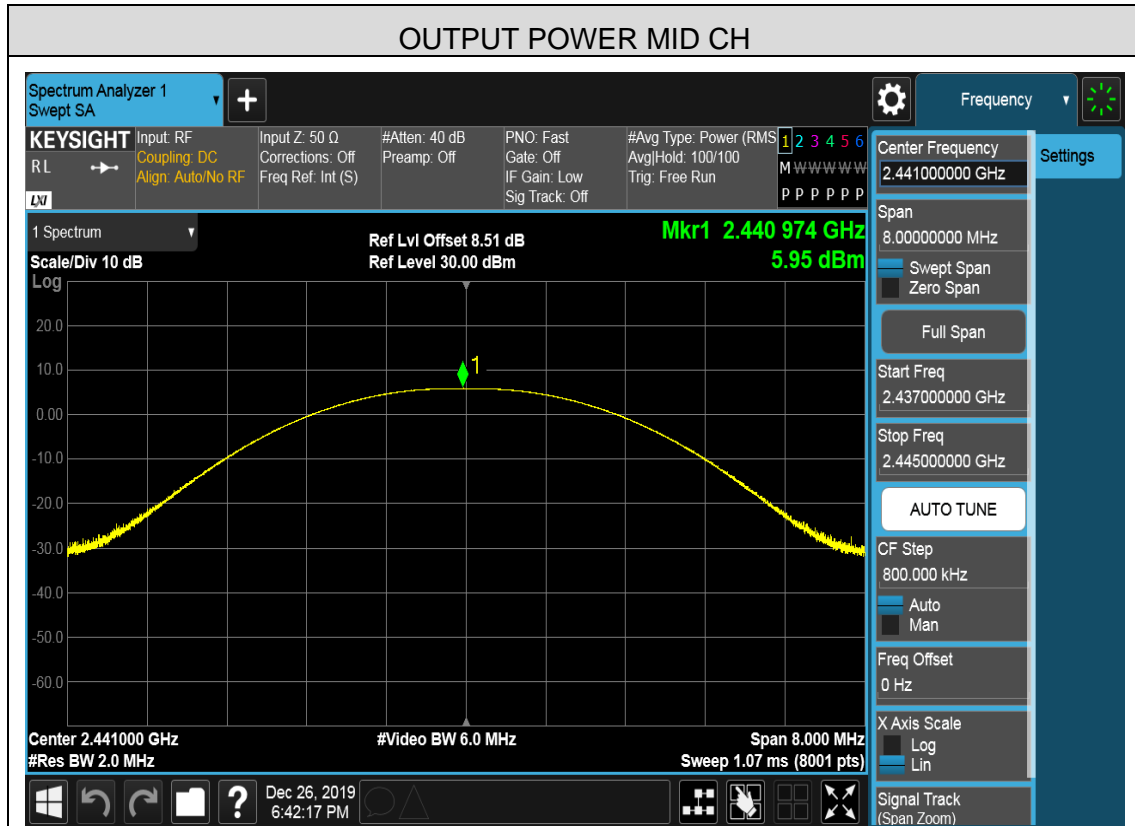 OUTPUT POWER MID CH
Spectrum Analyzer 1
Swept SA
Frequency
KEYSIGHT
RL
LXI
Input: RF
Coupling: DC
Align: Auto/No RF
Input Z: 50 Ω
Corrections: Off
Freq Ref: Int (S)
#Atten: 40 dB
Preamp: Off
PNO: Fast
Gate: Off
IF Gain: Low
Sig Track: Off
#Avg Type: Power (RMS
Avg|Hold: 100/100
Trig: Free Run
1 2 3 4 5 6
M W W W W W
P P P P P P
1 Spectrum
Scale/Div 10 dB
Log
Ref Lvl Offset 8.51 dB
Ref Level 30.00 dBm
Mkr1 2.440 974 GHz
5.95 dBm
20.0
10.0
0.00
-10.0
-20.0
-30.0
-40.0
-50.0
-60.0
1
Center 2.441000 GHz
#Res BW 2.0 MHz
#Video BW 6.0 MHz
Span 8.000 MHz
Sweep 1.07 ms (8001 pts)
Dec 26, 2019
6:42:17 PM
Center Frequency
2.441000000 GHz
Settings
Span
8.00000000 MHz
Swept Span
Zero Span
Full Span
Start Freq
2.437000000 GHz
Stop Freq
2.445000000 GHz
AUTO TUNE
CF Step
800.000 kHz
Auto
Man
Freq Offset
0 Hz
X Axis Scale
Log
Lin
Signal Track
(Span Zoom)